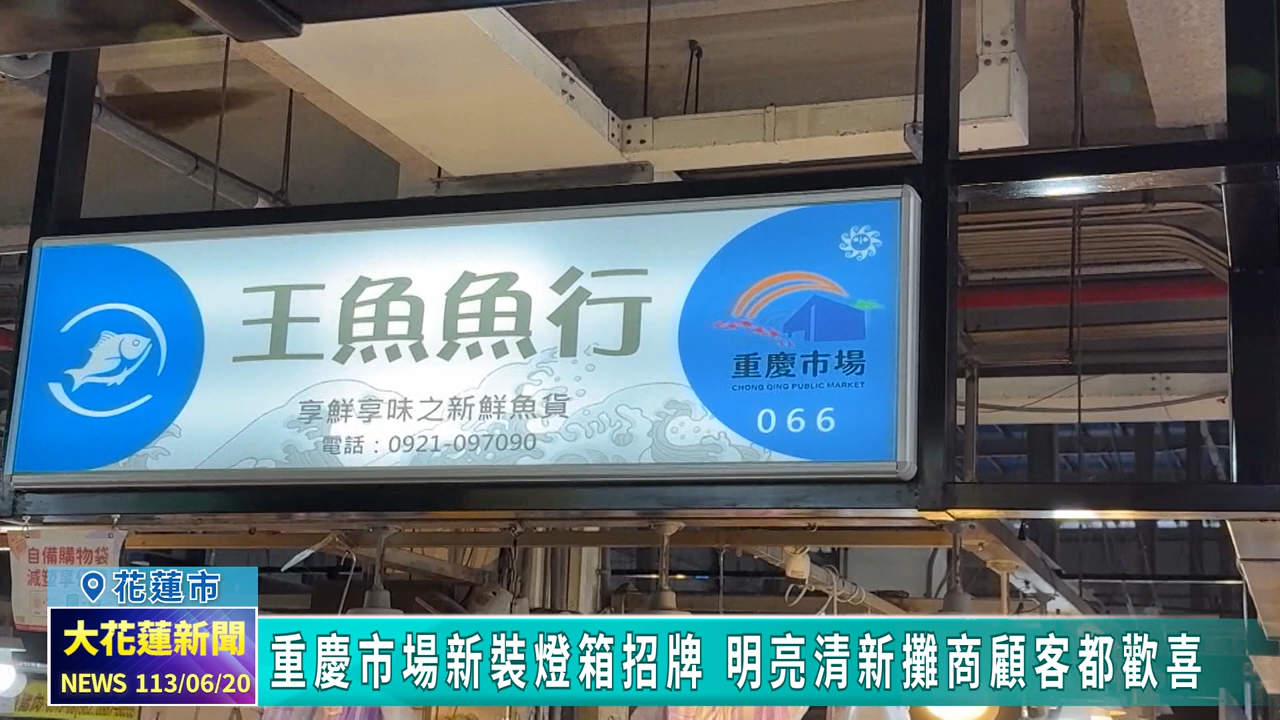 王魚魚行
享鮮享味之新鮮魚貨
電話：0921-097090
重慶市場
CHONG QING PUBLIC MARKET
066
自備購物袋
花蓮市
大花蓮新聞
NEWS 113/06/20
重慶市場新裝燈箱招牌 明亮清新攤商顧客都歡喜